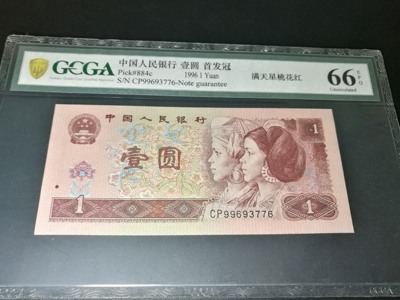 GCGA
中国人民银行 壹圆 首发冠
Pick#884c 1996 1 Yuan
S/N CP99693776-Note guarantee
满天星桃花红
66 EPQ
Uncirculated
中国人民银行
1
壹圆
1
CP99693776
1